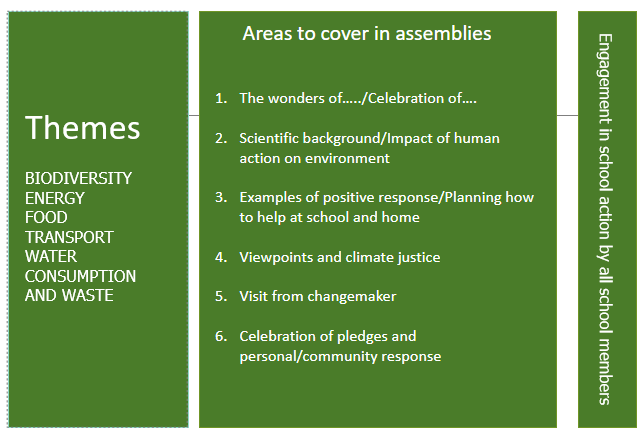 Themes
BIODIVERSITY
ENERGY
FOOD
TRANSPORT
WATER
CONSUMPTION
AND WASTE
Areas to cover in assemblies
1. The wonders of…../Celebration of….
2. Scientific background/Impact of human
action on environment
3. Examples of positive response/Planning how
to help at school and home
4. Viewpoints and climate justice
5. Visit from changemaker
6. Celebration of pledges and
personal/community response
Engagement in school action by all school members